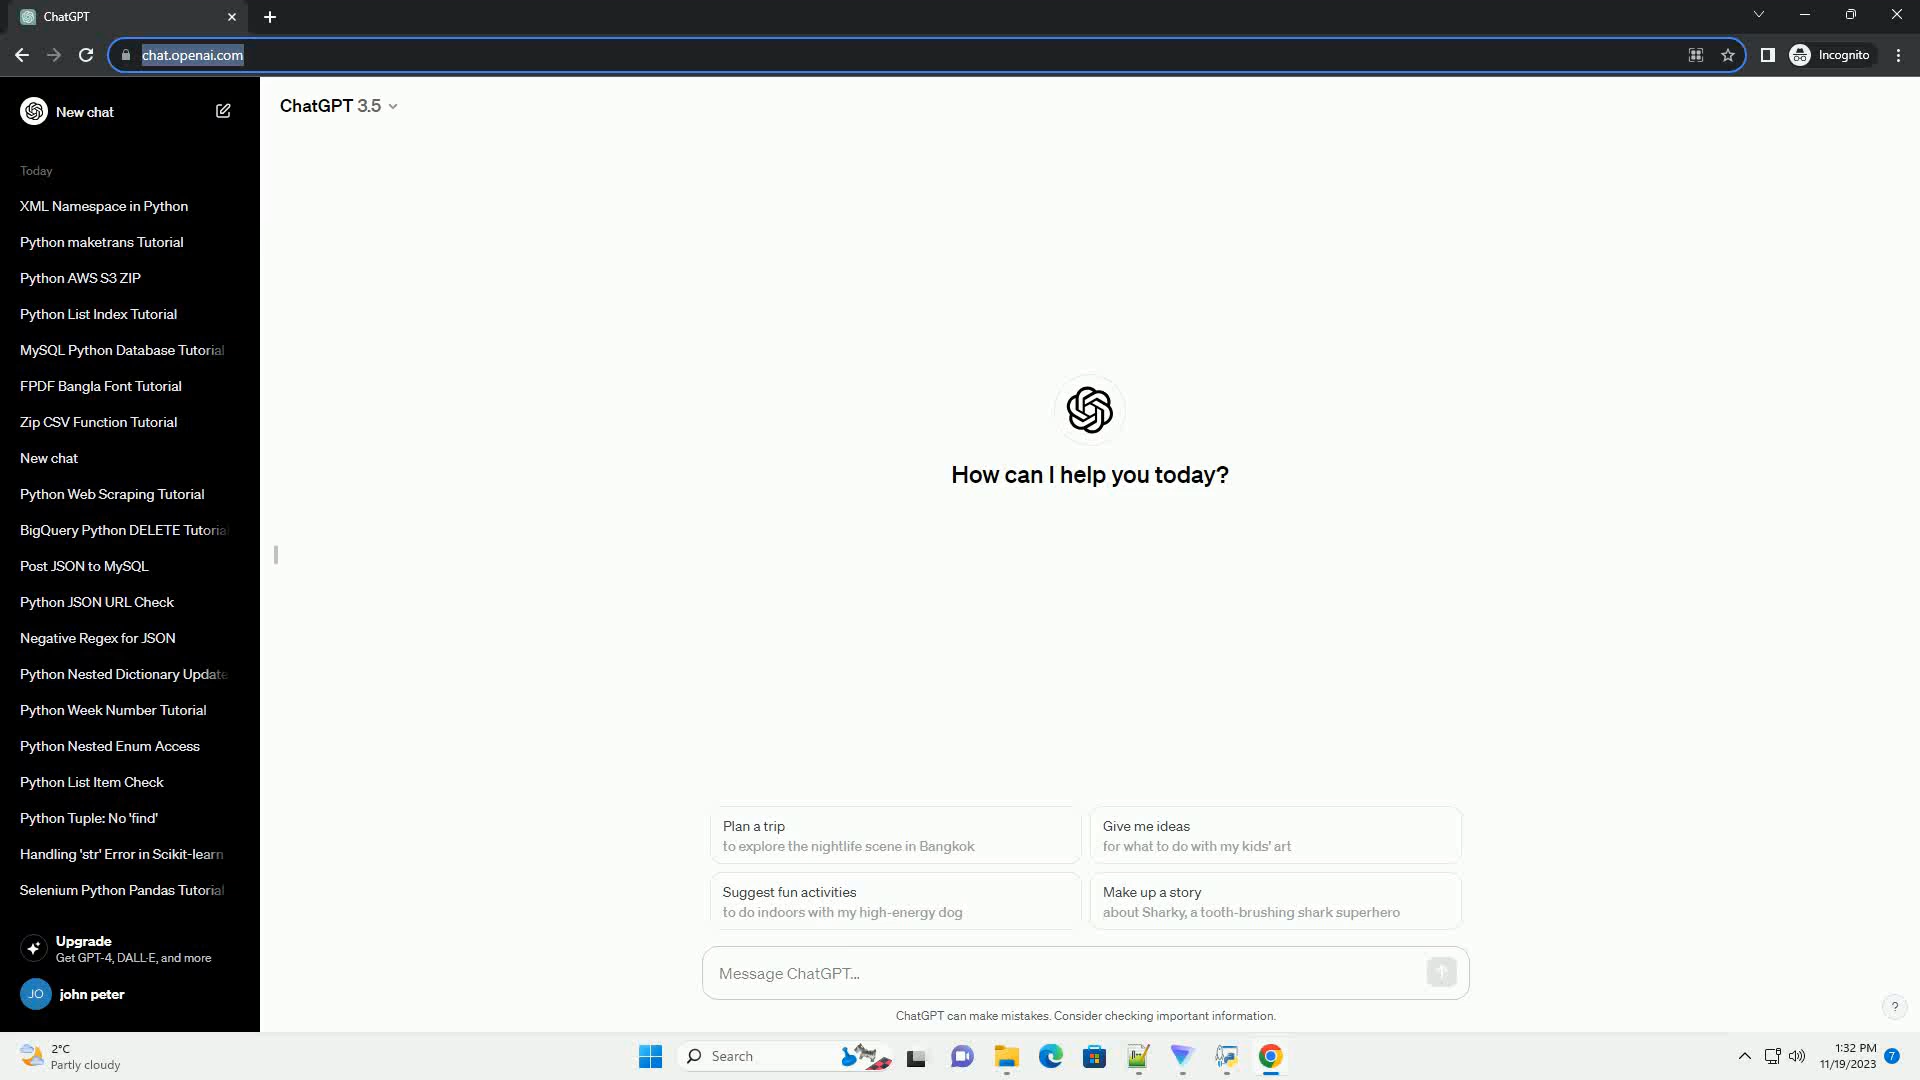 ChatGPT
chat.openai.com
Incognito
New chat
Today
XML Namespace in Python
Python maketrans Tutorial
Python AWS S3 ZIP
Python List Index Tutorial
MySQL Python Database Tutorial
FPDF Bangla Font Tutorial
Zip CSV Function Tutorial
New chat
Python Web Scraping Tutorial
BigQuery Python DELETE Tutoria
Post JSON to MySQL
Python JSON URL Check
Negative Regex for JSON
Python Nested Dictionary Update
Python Week Number Tutorial
Python Nested Enum Access
Python List Item Check
Python Tuple: No 'find'
Handling 'str' Error in Scikit-learn
Selenium Python Pandas Tutorial
Upgrade
Get GPT-4, DALL·E, and more
JO
john peter
ChatGPT 3.5
How can I help you today?
Plan a trip
to explore the nightlife scene in Bangkok
Give me ideas
for what to do with my kids' art
Suggest fun activities
to do indoors with my high-energy dog
Make up a story
about Sharky, a tooth-brushing shark superhero
Message ChatGPT...
ChatGPT can make mistakes. Consider checking important information.
?
2°C
Partly cloudy
Search
1:32 PM
11/19/2023
7